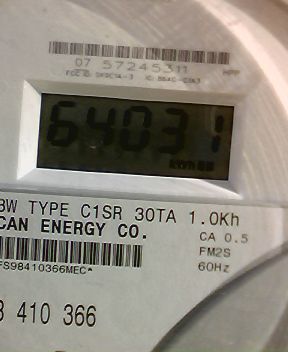 07 57245311
64031
kWh
3W TYPE C1SR 30TA 1.0Kh
CAN ENERGY CO. CA 0.5
FM2S
FS98410366MEC* 60Hz
3 410 366